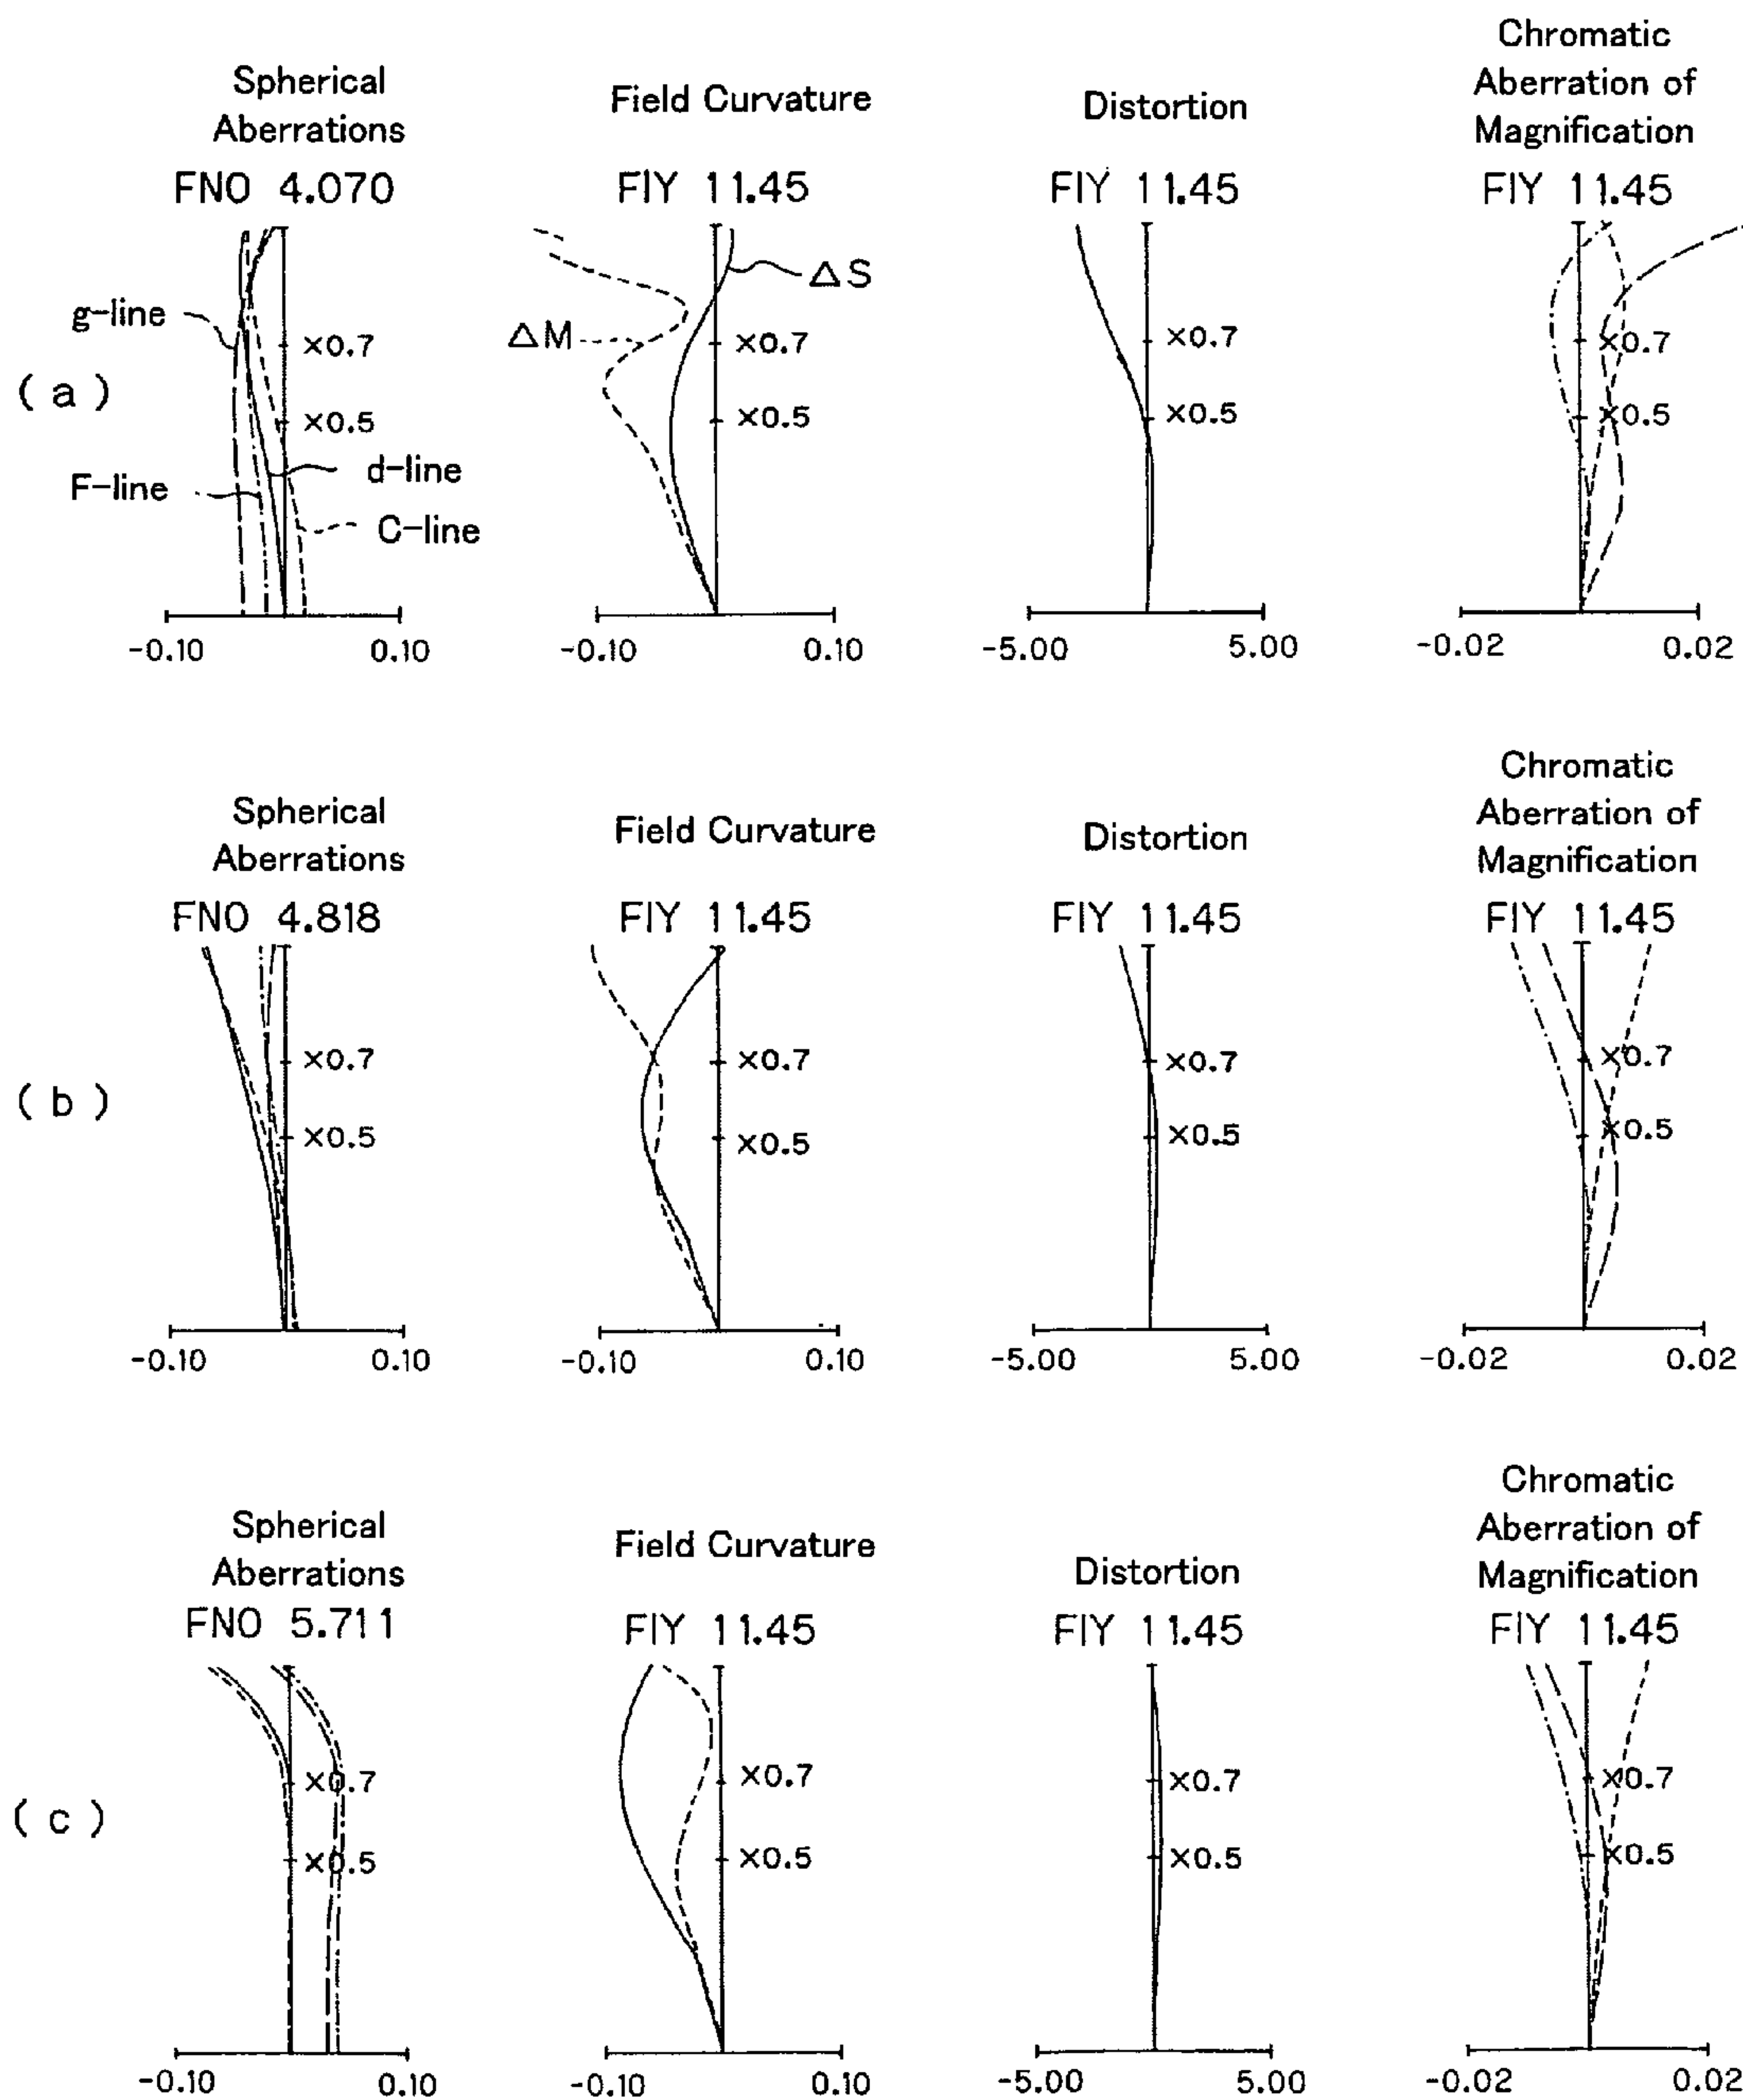 Spherical
Aberrations
FNO 4.070
Field Curvature
FIY 11.45
Distortion
FIY 11.45
Chromatic
Aberration of
Magnification
FIY 11.45
(a)
g-line
F-line
d-line
C-line
×0.7
×0.5
-0.10 0.10
ΔS
ΔM
×0.7
×0.5
-0.10 0.10
×0.7
×0.5
-5.00 5.00
×0.7
×0.5
-0.02 0.02
Spherical
Aberrations
FNO 4.818
Field Curvature
FIY 11.45
Distortion
FIY 11.45
Chromatic
Aberration of
Magnification
FIY 11.45
(b)
×0.7
×0.5
-0.10 0.10
×0.7
×0.5
-0.10 0.10
×0.7
×0.5
-5.00 5.00
×0.7
×0.5
-0.02 0.02
Spherical
Aberrations
FNO 5.711
Field Curvature
FIY 11.45
Distortion
FIY 11.45
Chromatic
Aberration of
Magnification
FIY 11.45
(c)
×0.7
×0.5
-0.10 0.10
×0.7
×0.5
-0.10 0.10
×0.7
×0.5
-5.00 5.00
×0.7
×0.5
-0.02 0.02